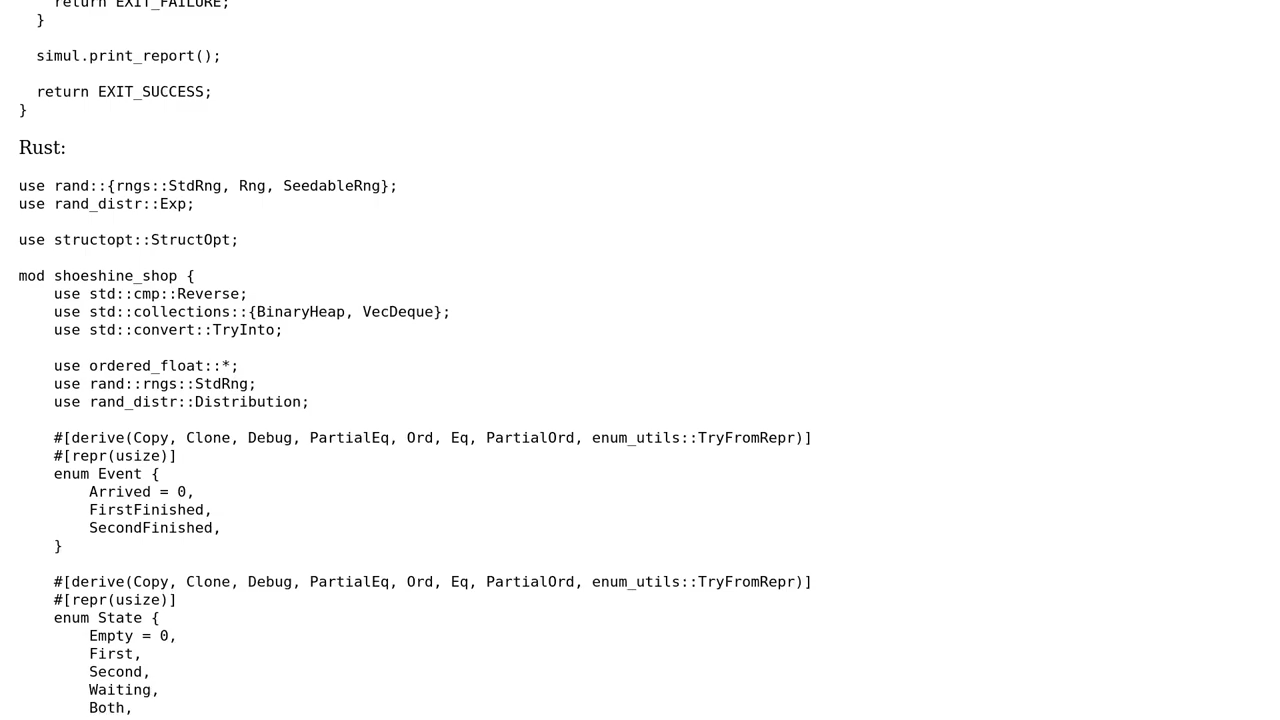 return EXIT_FAILURE;
  }

  simul.print_report();

  return EXIT_SUCCESS;
}

Rust:

use rand::{rngs::StdRng, Rng, SeedableRng};
use rand_distr::Exp;

use structopt::StructOpt;

mod shoeshine_shop {
    use std::cmp::Reverse;
    use std::collections::{BinaryHeap, VecDeque};
    use std::convert::TryInto;

    use ordered_float::*;
    use rand::rngs::StdRng;
    use rand_distr::Distribution;

    #[derive(Copy, Clone, Debug, PartialEq, Ord, Eq, PartialOrd, enum_utils::TryFromRepr)]
    #[repr(usize)]
    enum Event {
        Arrived = 0,
        FirstFinished,
        SecondFinished,
    }

    #[derive(Copy, Clone, Debug, PartialEq, Ord, Eq, PartialOrd, enum_utils::TryFromRepr)]
    #[repr(usize)]
    enum State {
        Empty = 0,
        First,
        Second,
        Waiting,
        Both,